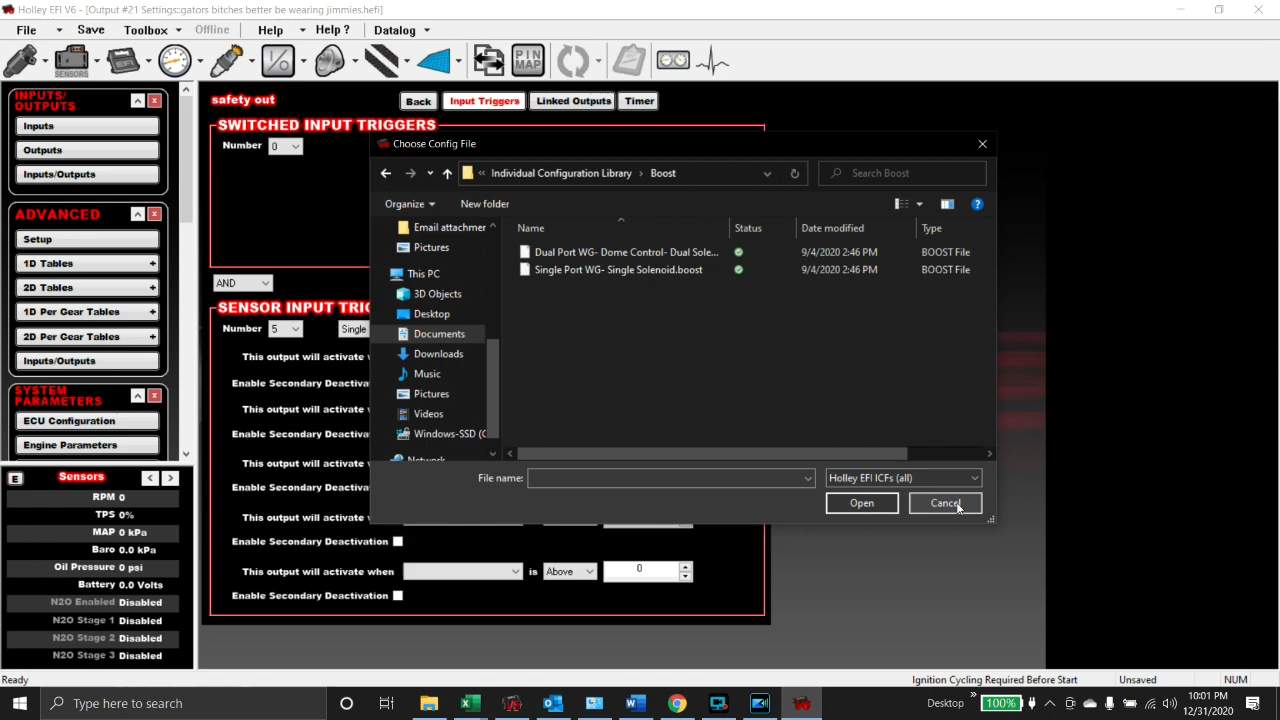 Holley EFI V6 - [Output #21 Settings::gators bitches better be wearing jimmies.hefi]
File Save Toolbox Offline Help Help ? Datalog
SENSORS EFI PIN MAP
INPUTS/
OUTPUTS
Inputs
Outputs
Inputs/Outputs
ADVANCED
Setup
1D Tables +
2D Tables +
1D Per Gear Tables +
2D Per Gear Tables +
Inputs/Outputs
SYSTEM
PARAMETERS
ECU Configuration
Engine Parameters
E Sensors < >
RPM 0
TPS 0%
MAP 0 kPa
Baro 0.0 kPa
Oil Pressure 0 psi
Battery 0.0 Volts
N2O Enabled Disabled
N2O Stage 1 Disabled
N2O Stage 2 Disabled
N2O Stage 3 Disabled
safety out Back Input Triggers Linked Outputs Timer
SWITCHED INPUT TRIGGERS
Number 0
AND
SENSOR INPUT TRI
Number 5 Single
This output will activate
Enable Secondary Deactiva
This output will activate
Enable Secondary Deactiva
This output will activate
Enable Secondary Deactiva
This output will activate
Enable Secondary Deactivation
This output will activate when is Above 0
Enable Secondary Deactivation
Choose Config File
« Individual Configuration Library › Boost Search Boost
Organize New folder
Email attachmer
Pictures
This PC
3D Objects
Desktop
Documents
Downloads
Music
Pictures
Videos
Windows-SSD (C
Network
Name Status Date modified Type
Dual Port WG- Dome Control- Dual Sole... 9/4/2020 2:46 PM BOOST File
Single Port WG- Single Solenoid.boost 9/4/2020 2:46 PM BOOST File
File name: Holley EFI ICFs (all)
Open Cancel
Ready Ignition Cycling Required Before Start Unsaved NUM
Type here to search Desktop » 100% 10:01 PM
12/31/2020